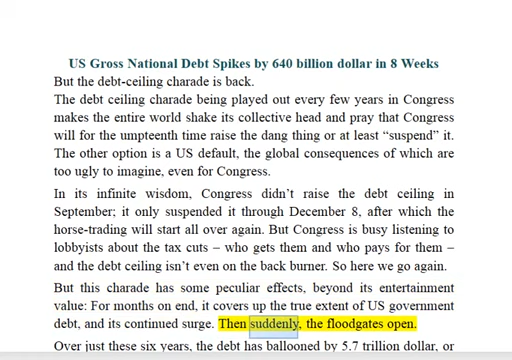 US Gross National Debt Spikes by 640 billion dollar in 8 Weeks
But the debt-ceiling charade is back.
The debt ceiling charade being played out every few years in Congress
makes the entire world shake its collective head and pray that Congress
will for the umpteenth time raise the dang thing or at least “suspend” it.
The other option is a US default, the global consequences of which are
too ugly to imagine, even for Congress.
In its infinite wisdom, Congress didn’t raise the debt ceiling in
September; it only suspended it through December 8, after which the
horse-trading will start all over again. But Congress is busy listening to
lobbyists about the tax cuts – who gets them and who pays for them –
and the debt ceiling isn’t even on the back burner. So here we go again.
But this charade has some peculiar effects, beyond its entertainment
value: For months on end, it covers up the true extent of US government
debt, and its continued surge. Then suddenly, the floodgates open.
Over just these six years, the debt has ballooned by 5.7 trillion dollar, or